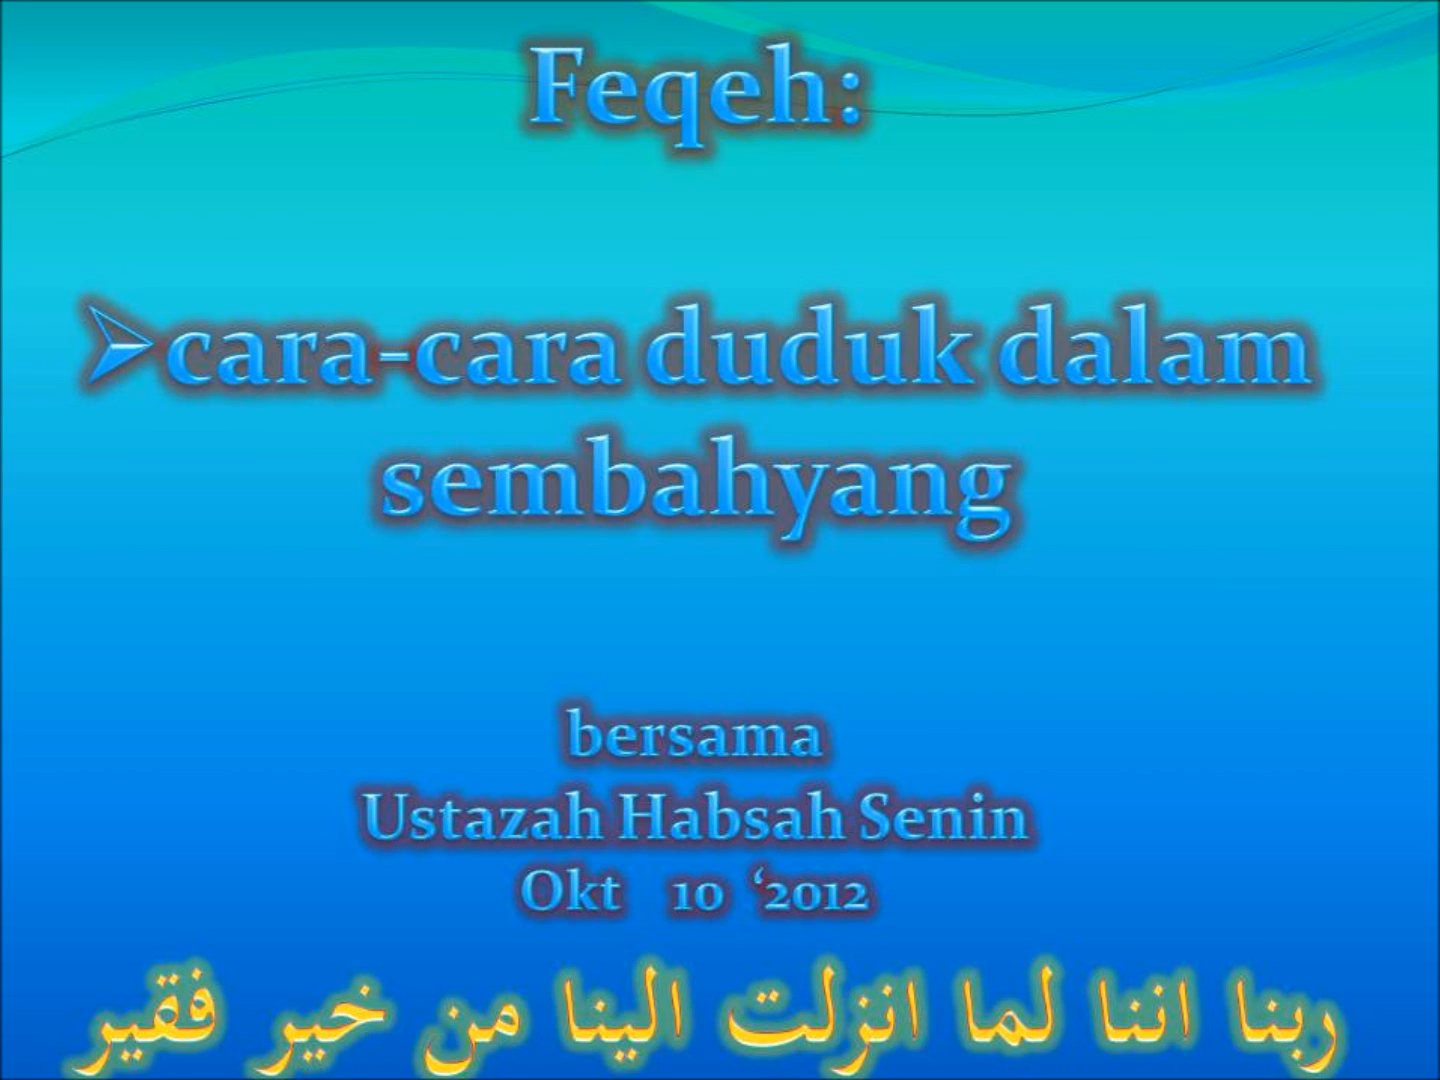 Feqeh:
➢cara-cara duduk dalam
sembahyang
bersama
Ustazah Habsah Senin
Okt 10 ‘2012
ربنا اننا لما انزلت الينا من خير فقير